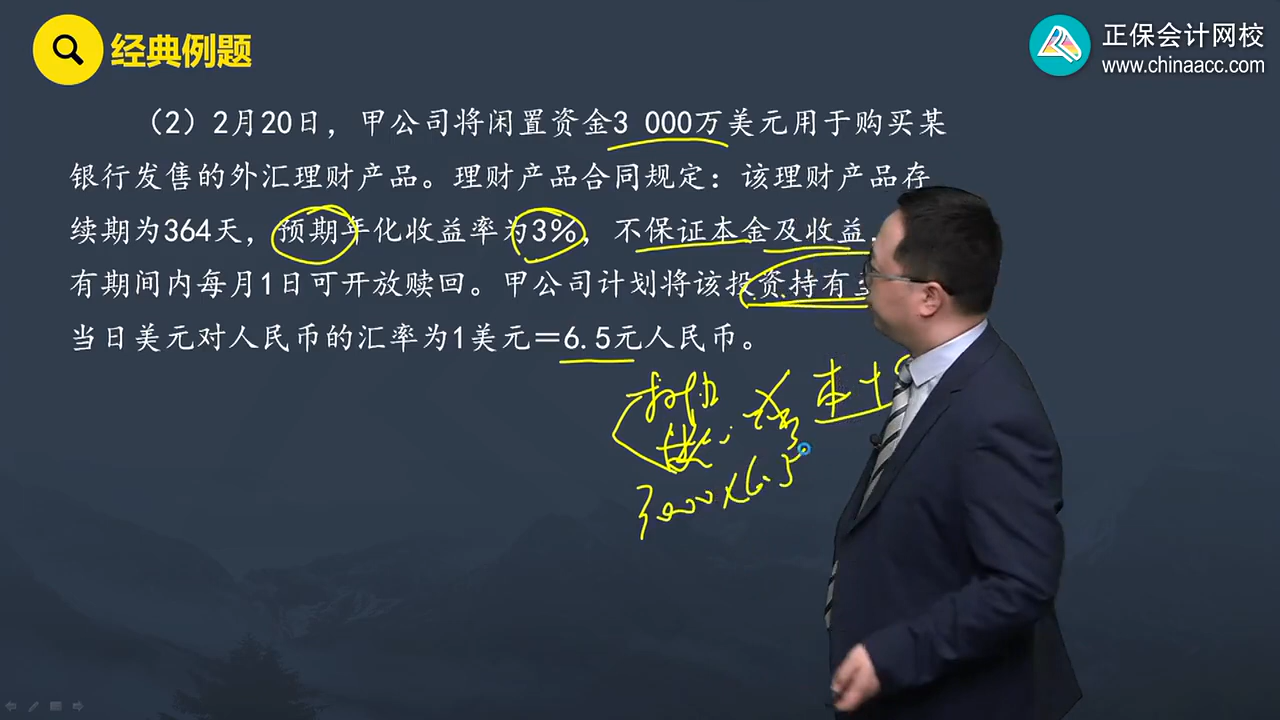 经典例题
正保会计网校
www.chinaacc.com
（2）2月20日，甲公司将闲置资金3 000万美元用于购买某
银行发售的外汇理财产品。理财产品合同规定：该理财产品存
续期为364天，预期年化收益率为3%，不保证本金及收益，
有期间内每月1日可开放赎回。甲公司计划将该投资持有
当日美元对人民币的汇率为1美元＝6.5元人民币。
本+
3000×6.5